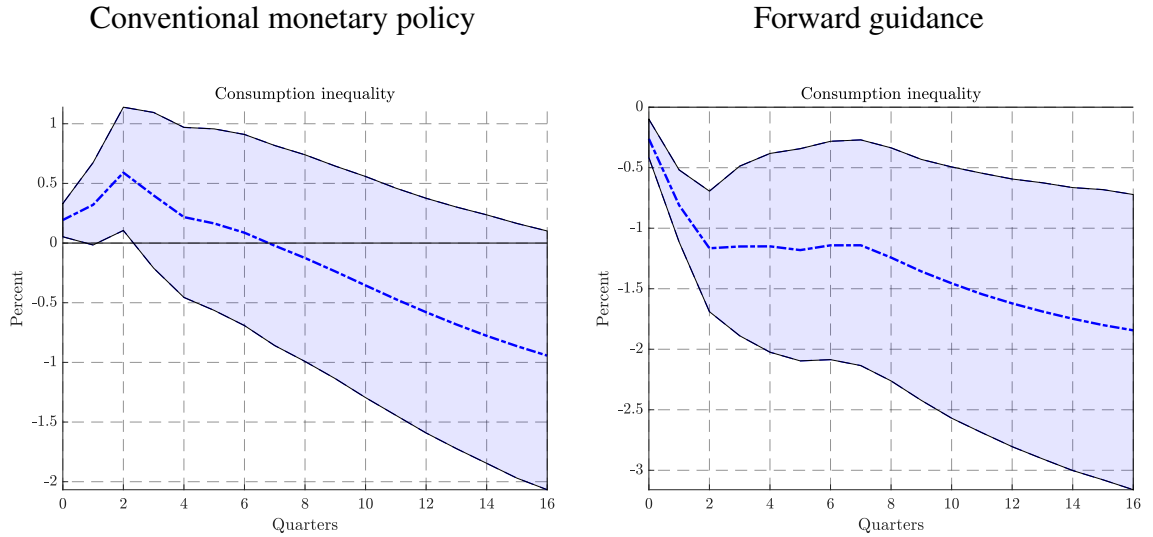 Conventional monetary policy
Consumption inequality
Percent
1
0.5
0
-0.5
-1
-1.5
-2
0 2 4 6 8 10 12 14 16
Quarters
Forward guidance
Consumption inequality
Percent
0
-0.5
-1
-1.5
-2
-2.5
-3
0 2 4 6 8 10 12 14 16
Quarters